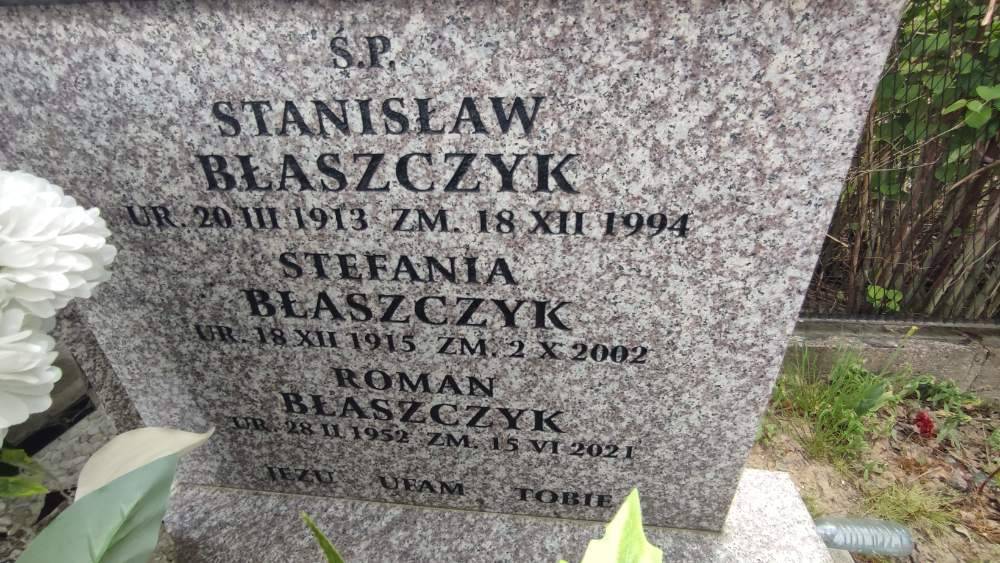 Ś.P.
STANISŁAW
BŁASZCZYK
UR. 20 III 1913 ZM. 18 XII 1994
STEFANIA
BŁASZCZYK
UR. 18 XII 1915 ZM. 2 X 2002
ROMAN
BŁASZCZYK
UR. 28 II 1952 ZM. 15 VI 2021
JEZU UFAM TOBIE